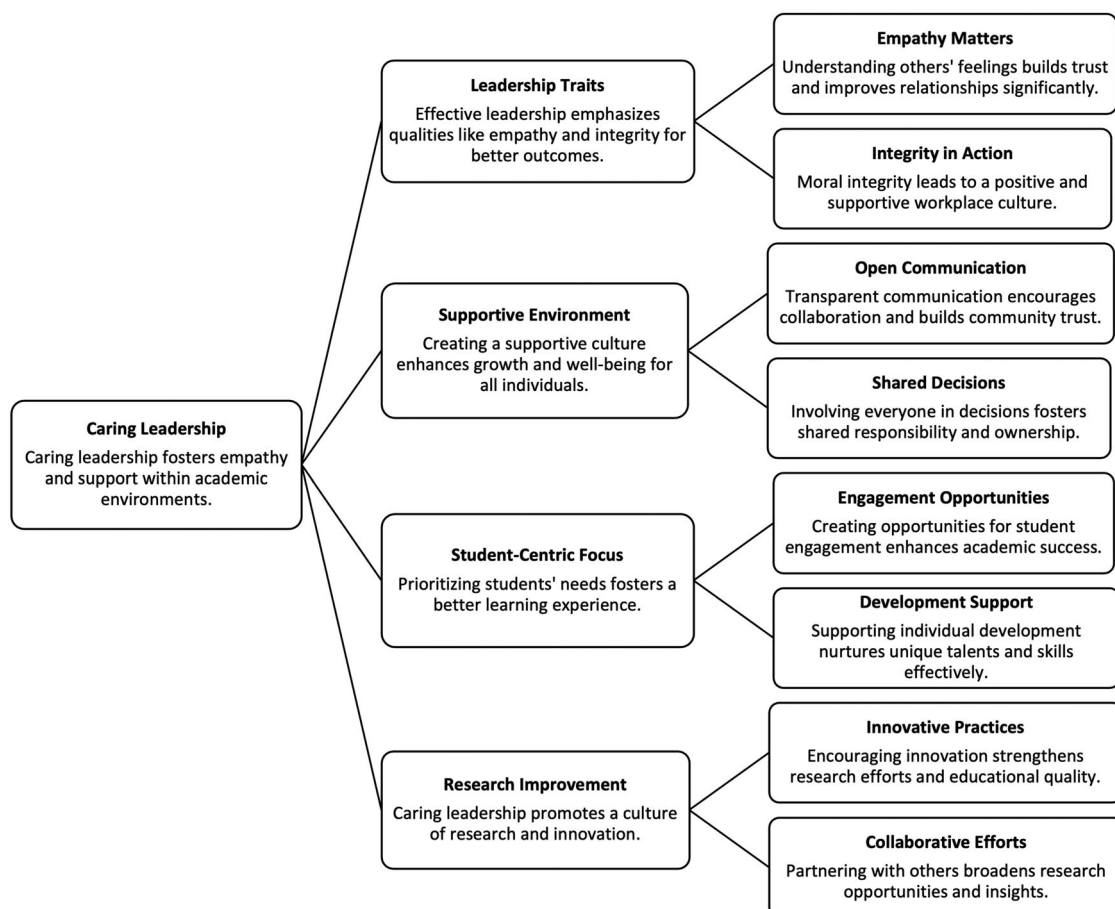 Caring Leadership
Caring leadership fosters empathy
and support within academic
environments.
Leadership Traits
Effective leadership emphasizes
qualities like empathy and integrity for
better outcomes.
Empathy Matters
Understanding others' feelings builds trust
and improves relationships significantly.
Integrity in Action
Moral integrity leads to a positive and
supportive workplace culture.
Supportive Environment
Creating a supportive culture
enhances growth and well-being for
all individuals.
Open Communication
Transparent communication encourages
collaboration and builds community trust.
Shared Decisions
Involving everyone in decisions fosters
shared responsibility and ownership.
Student-Centric Focus
Prioritizing students' needs fosters a
better learning experience.
Engagement Opportunities
Creating opportunities for student
engagement enhances academic success.
Development Support
Supporting individual development
nurtures unique talents and skills
effectively.
Research Improvement
Caring leadership promotes a culture
of research and innovation.
Innovative Practices
Encouraging innovation strengthens
research efforts and educational quality.
Collaborative Efforts
Partnering with others broadens research
opportunities and insights.